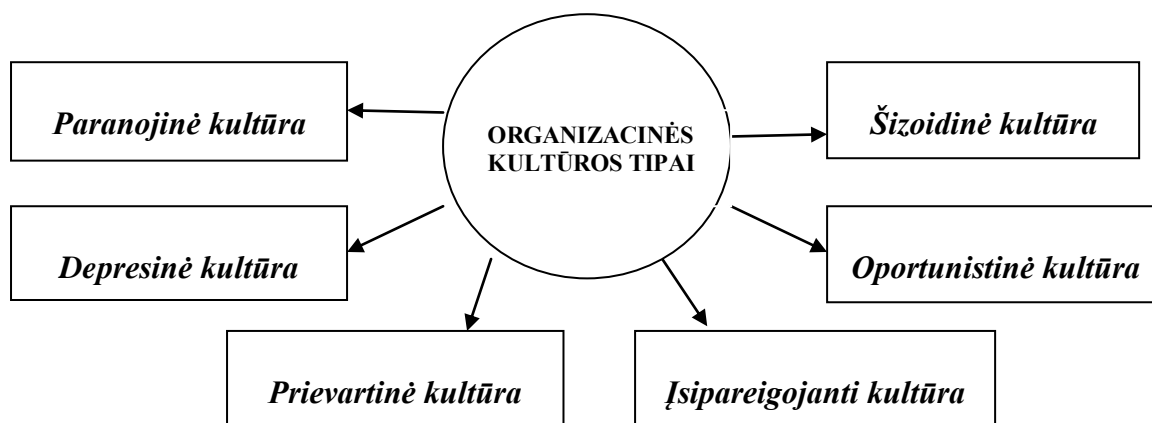 Paranojinė kultūra
ORGANIZACINĖS
KULTŪROS TIPAI
Šizoidinė kultūra
Depresinė kultūra
Oportunistinė kultūra
Prievartinė kultūra
Įsipareigojanti kultūra